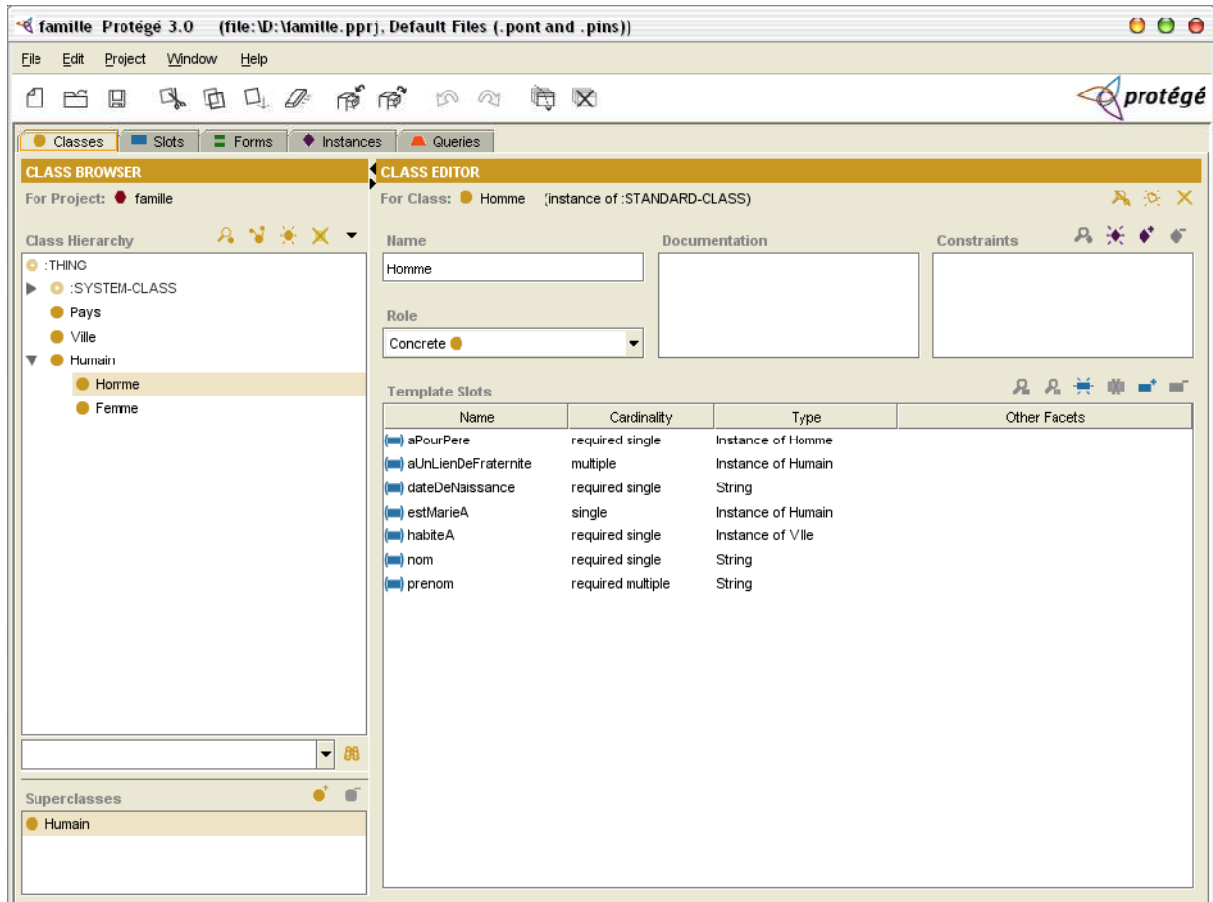 famille Protégé 3.0 (file:\D:\famille.pprj, Default Files (.pont and .pins))
File Edit Project Window Help
protégé
Classes Slots Forms Instances Queries
CLASS BROWSER
For Project: famille
Class Hierarchy
:THING
:SYSTEM-CLASS
Pays
Ville
Humain
Homme
Femme
Superclasses
Humain
CLASS EDITOR
For Class: Homme (instance of :STANDARD-CLASS)
Name Documentation Constraints
Homme
Role
Concrete
Template Slots
Name Cardinality Type Other Facets
aPourPere required single Instance of Homme
aUnLienDeFraternite multiple Instance of Humain
dateDeNaissance required single String
estMarieA single Instance of Humain
habiteA required single Instance of Ville
nom required single String
prenom required multiple String